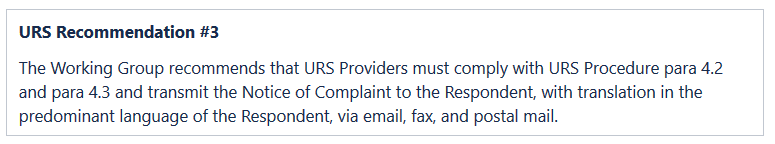 URS Recommendation #3
The Working Group recommends that URS Providers must comply with URS Procedure para 4.2
and para 4.3 and transmit the Notice of Complaint to the Respondent, with translation in the
predominant language of the Respondent, via email, fax, and postal mail.